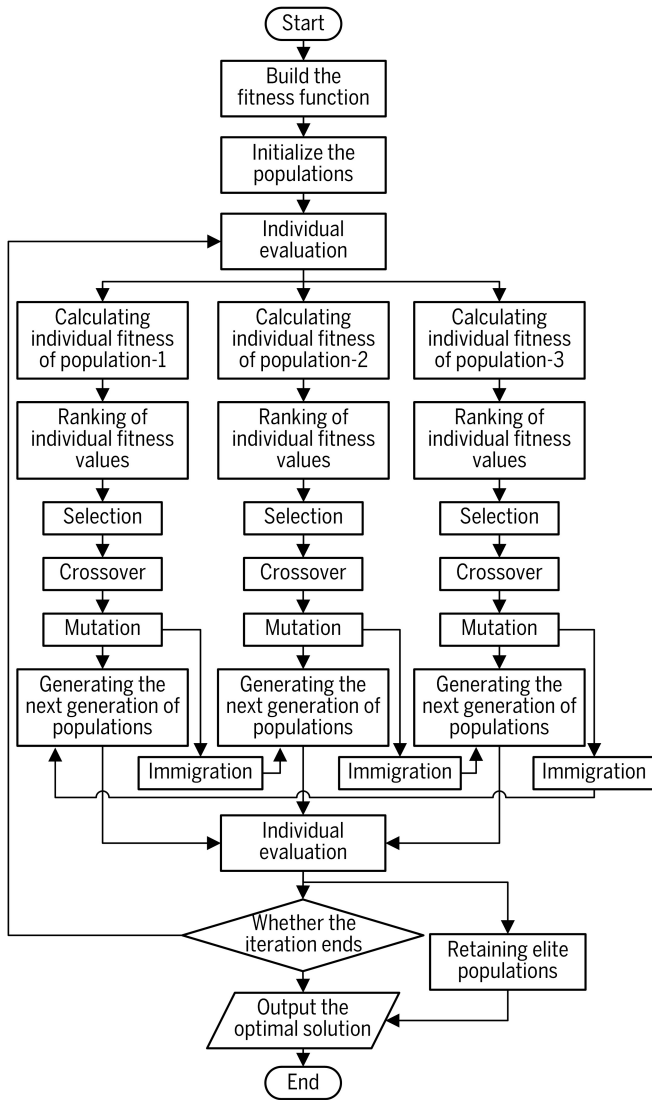 Start
Build the
fitness function
Initialize the
populations
Individual
evaluation
Calculating
individual fitness
of population-1
Calculating
individual fitness
of population-2
Calculating
individual fitness
of population-3
Ranking of
individual fitness
values
Ranking of
individual fitness
values
Ranking of
individual fitness
values
Selection
Selection
Selection
Crossover
Crossover
Crossover
Mutation
Mutation
Mutation
Generating the
next generation of
populations
Generating the
next generation of
populations
Generating the
next generation of
populations
Immigration
Immigration
Immigration
Individual
evaluation
Whether the
iteration ends
Retaining elite
populations
Output the
optimal solution
End